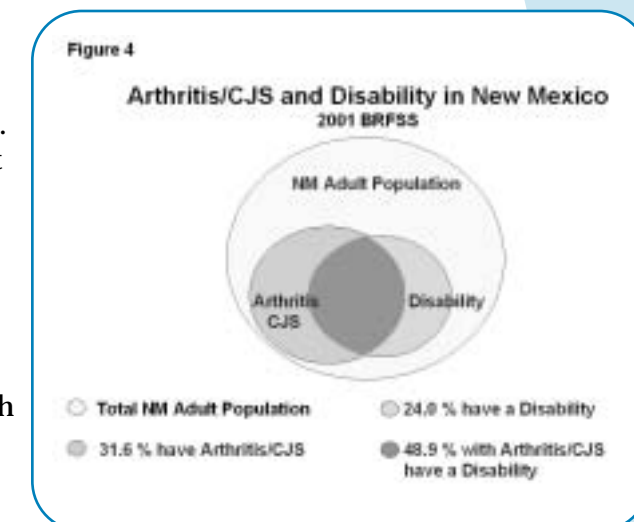 Figure 4
Arthritis/CJS and Disability in New Mexico
2001 BRFSS
NM Adult Population
Arthritis
CJS
Disability
Total NM Adult Population
24.0 % have a Disability
31.6 % have Arthritis/CJS
48.9 % with Arthritis/CJS
have a Disability